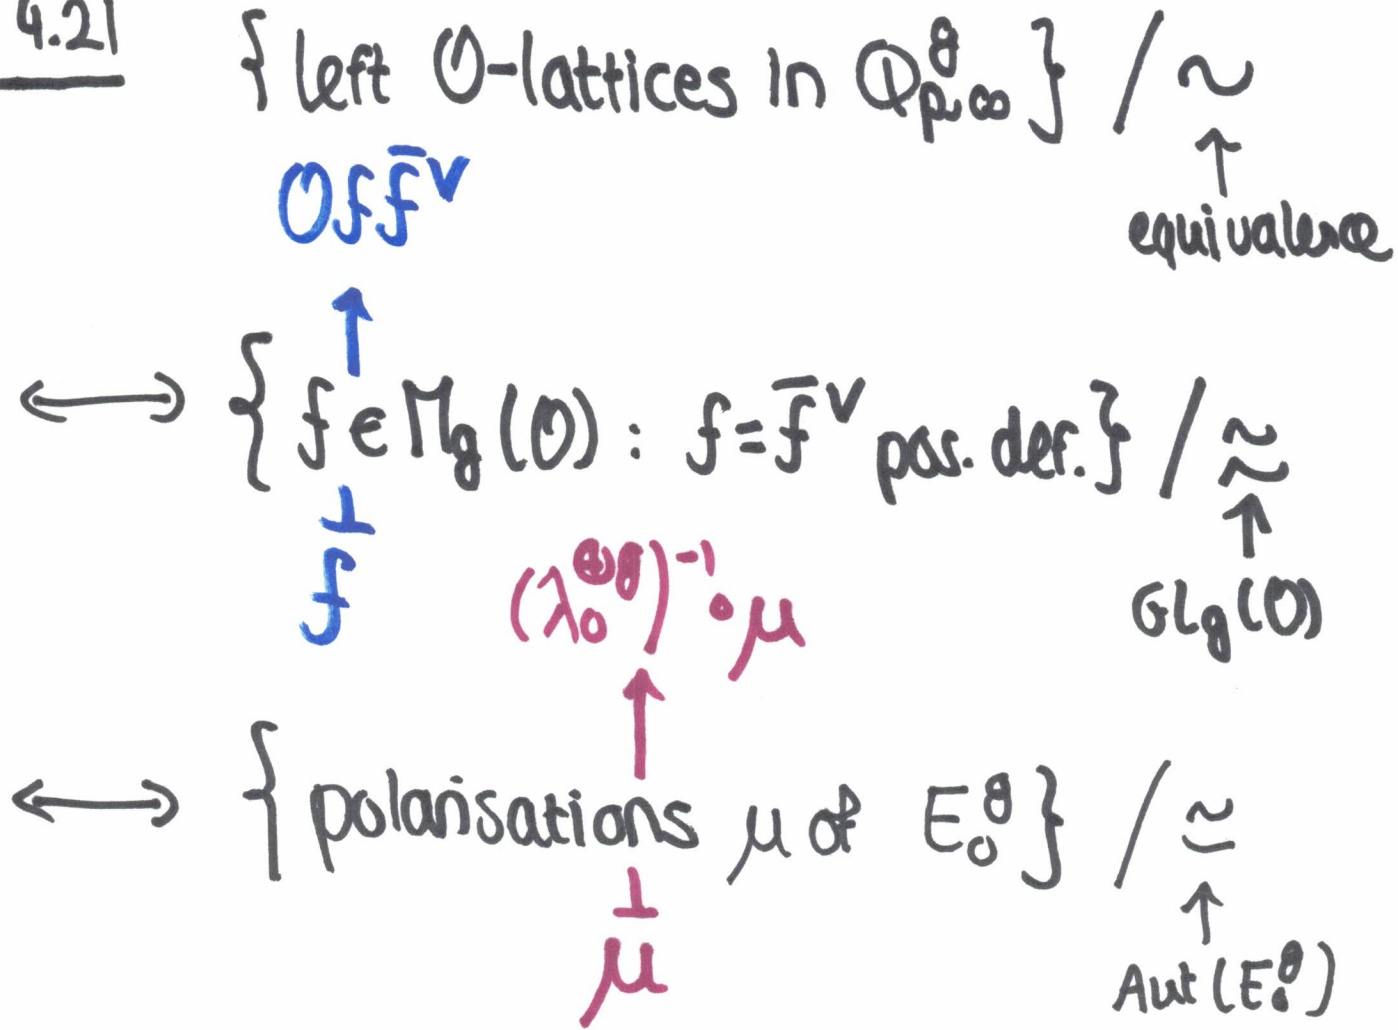 4.21 { left O-lattices in Q_{p,∞}^g } / ~
O f f̄^∨
↑ equivalence
↑
⟷ { f ∈ M_g(O) : f = f̄^∨ pos. def. } / ≈
⊥ ↑
f (λ_0^{⊕g})^{-1} ∘ μ GL_g(O)
↑
⟷ { polarisations μ of E_0^g } / ≃
⊥ ↑
μ Aut(E_0^g)